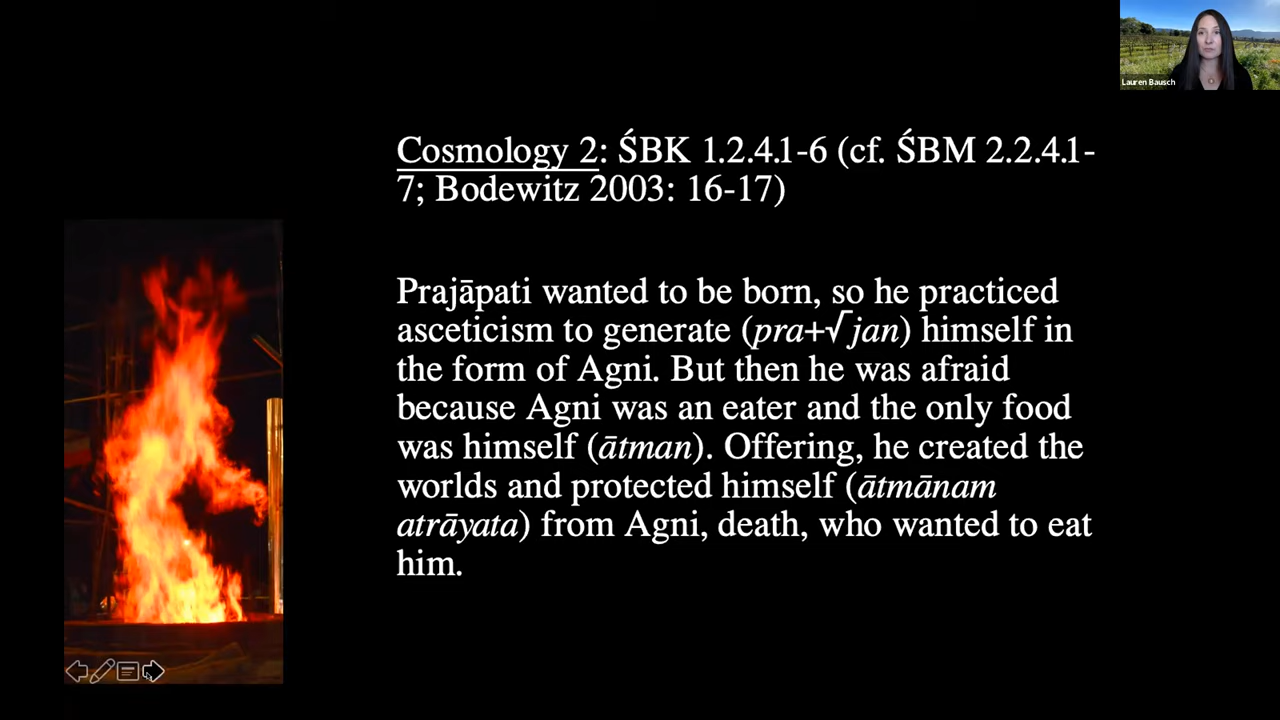 Lauren Bausch
Cosmology 2: ŚBK 1.2.4.1-6 (cf. ŚBM 2.2.4.1-
7; Bodewitz 2003: 16-17)
Prajāpati wanted to be born, so he practiced
asceticism to generate (pra+√jan) himself in
the form of Agni. But then he was afraid
because Agni was an eater and the only food
was himself (ātman). Offering, he created the
worlds and protected himself (ātmānam
atrāyata) from Agni, death, who wanted to eat
him.